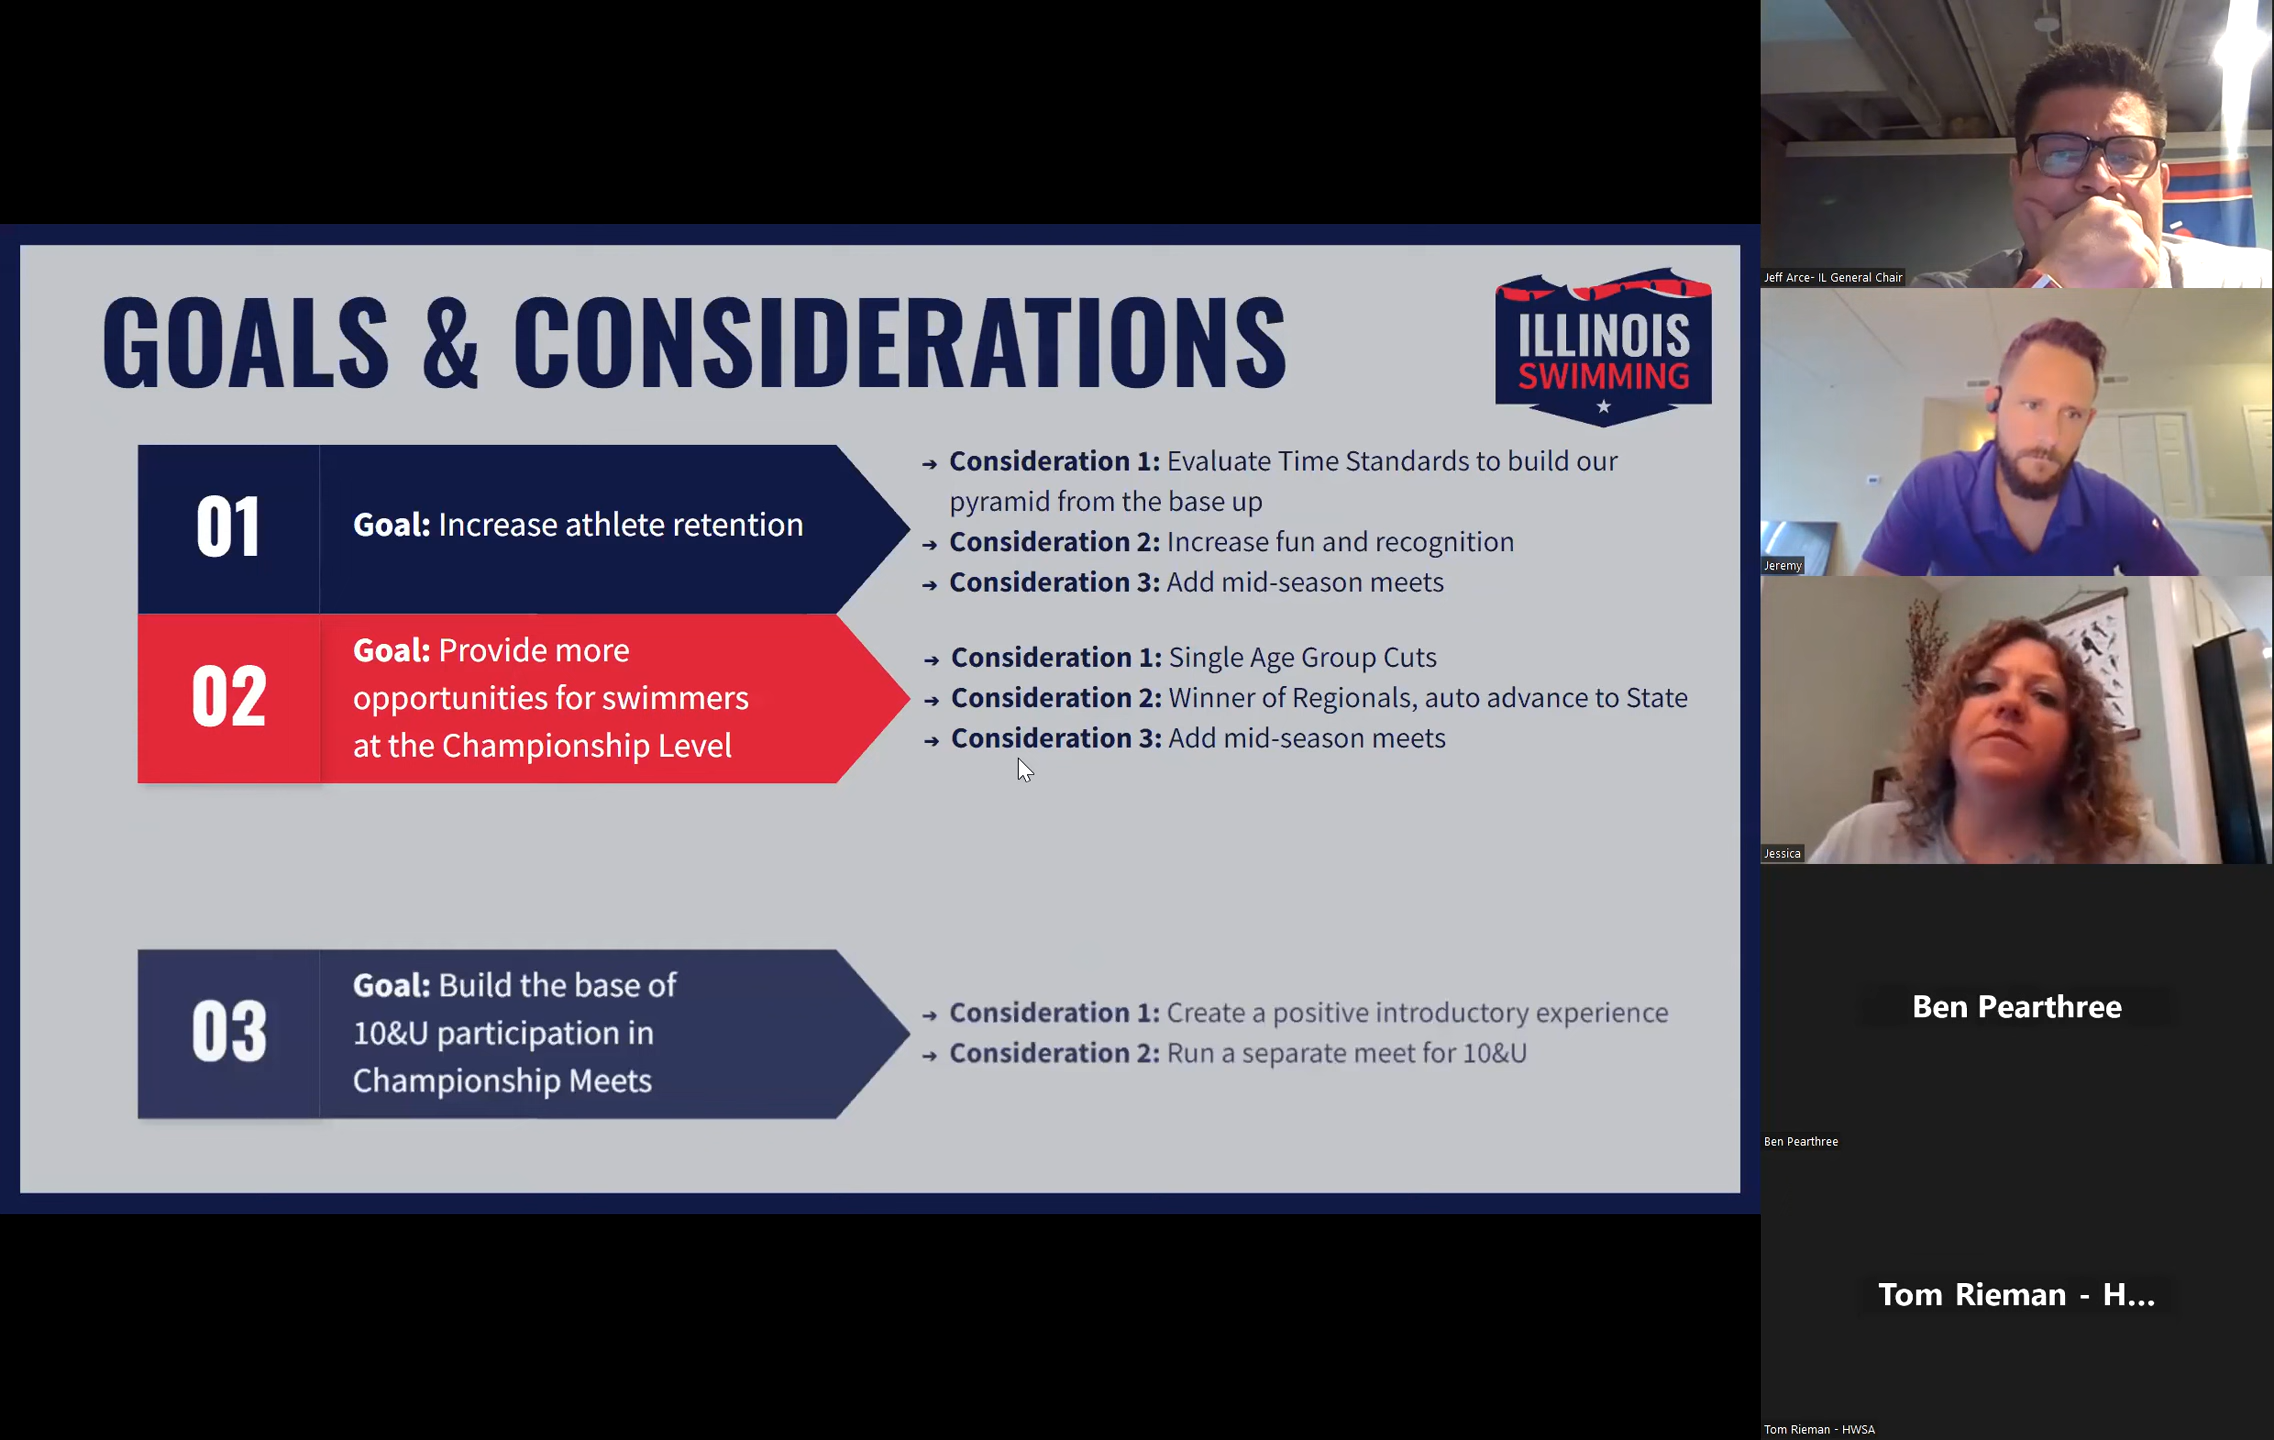 GOALS & CONSIDERATIONS
ILLINOIS
SWIMMING
01
Goal: Increase athlete retention
➔ Consideration 1: Evaluate Time Standards to build our
pyramid from the base up
➔ Consideration 2: Increase fun and recognition
➔ Consideration 3: Add mid-season meets
02
Goal: Provide more
opportunities for swimmers
at the Championship Level
➔ Consideration 1: Single Age Group Cuts
➔ Consideration 2: Winner of Regionals, auto advance to State
➔ Consideration 3: Add mid-season meets
03
Goal: Build the base of
10&U participation in
Championship Meets
➔ Consideration 1: Create a positive introductory experience
➔ Consideration 2: Run a separate meet for 10&U
Jeff Arce- IL General Chair
Jeremy
Jessica
Ben Pearthree
Ben Pearthree
Tom Rieman - H...
Tom Rieman - HWSA